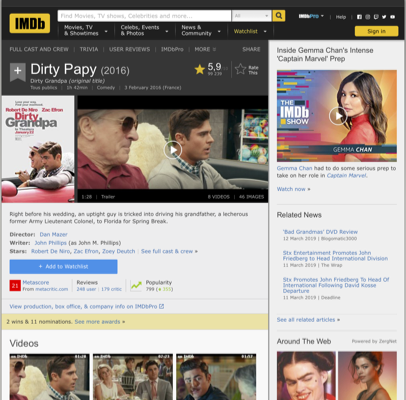 IMDb
Find Movies, TV shows, Celebrities and more...
All
IMDbPro
Help
Movies, TV & Showtimes
Celebs, Events & Photos
News & Community
Watchlist
Sign in
FULL CAST AND CREW | TRIVIA | USER REVIEWS | IMDbPro | MORE
SHARE
Dirty Papy (2016)
Dirty Grandpa (original title)
Tous publics | 1h 42min | Comedy | 3 February 2016 (France)
5,9
Rate This
Robert De Niro Zac Efron
Dirty Grandpa
1:28 | Trailer
8 VIDEOS | 46 IMAGES
Right before his wedding, an uptight guy is tricked into driving his grandfather, a lecherous former Army Lieutenant Colonel, to Florida for Spring Break.
Director: Dan Mazer
Writer: John Phillips (as John M. Phillips)
Stars: Robert De Niro, Zac Efron, Zoey Deutch | See full cast & crew »
+ Add to Watchlist
21
Metascore
From metacritic.com
Reviews
248 user | 179 critic
Popularity
View production, box office, & company info on IMDbPro
2 wins & 11 nominations. See more awards »
Videos
Inside Gemma Chan's Intense 'Captain Marvel' Prep
THE IMDb SHOW
GEMMA CHAN
Gemma Chan had to do some serious prep to take on her role in Captain Marvel.
Watch now »
Related News
'Bad Grandmas' DVD Review
12 March 2019 | Blogomatic3000
Stv Entertainment Promotes John Friedberg to Head International Division
11 March 2019 | The Wrap
Stv Promotes John Friedberg To Head Of International Following David Kosse Departure
11 March 2019 | Deadline
See all related articles »
Around The Web
Powered by ZergNet